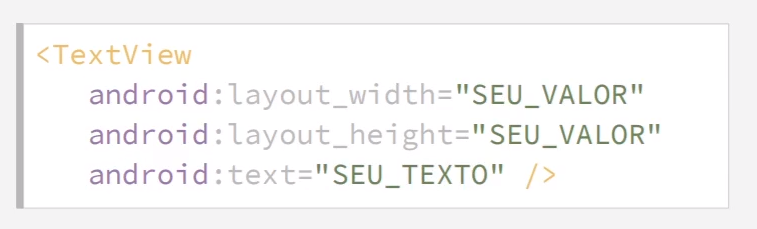 <TextView
android:layout_width="SEU_VALOR"
android:layout_height="SEU_VALOR"
android:text="SEU_TEXTO" />